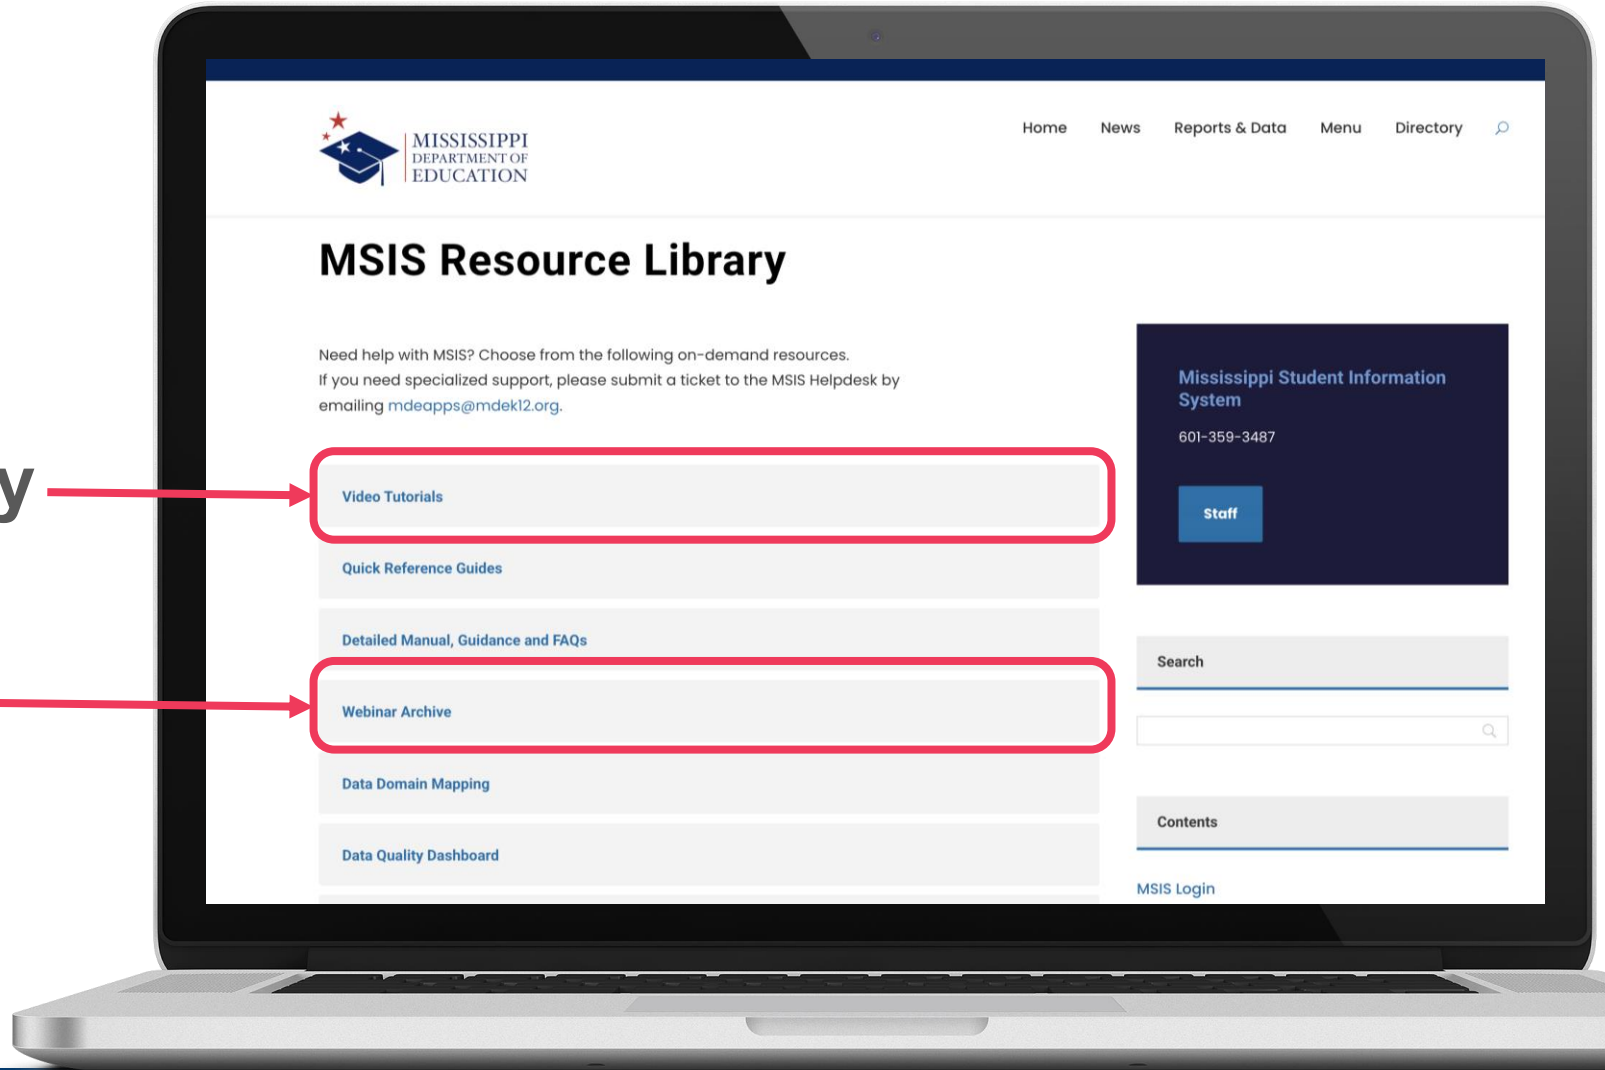 MISSISSIPPI
DEPARTMENT OF
EDUCATION
Home News Reports & Data Menu Directory
MSIS Resource Library
Need help with MSIS? Choose from the following on-demand resources.
If you need specialized support, please submit a ticket to the MSIS Helpdesk by
emailing mdeapps@mdek12.org.
Mississippi Student Information
System
601-359-3487
Staff
y
Video Tutorials
Quick Reference Guides
Detailed Manual, Guidance and FAQs
Webinar Archive
Data Domain Mapping
Data Quality Dashboard
Search
Contents
MSIS Login